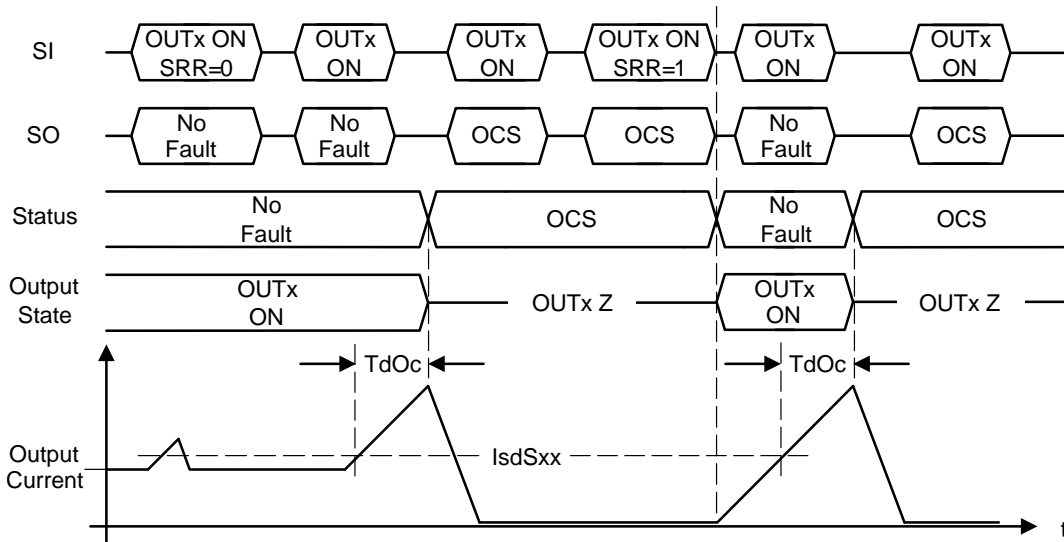 SI
OUTx ON
SRR=0
OUTx
ON
OUTx
ON
OUTx ON
SRR=1
OUTx
ON
OUTx
ON
SO
No
Fault
No
Fault
OCS
OCS
No
Fault
OCS
Status
No
Fault
OCS
No
Fault
OCS
Output
State
OUTx
ON
OUTx Z
OUTx
ON
OUTx Z
TdOc
TdOc
Output
Current
IsdSxx
t